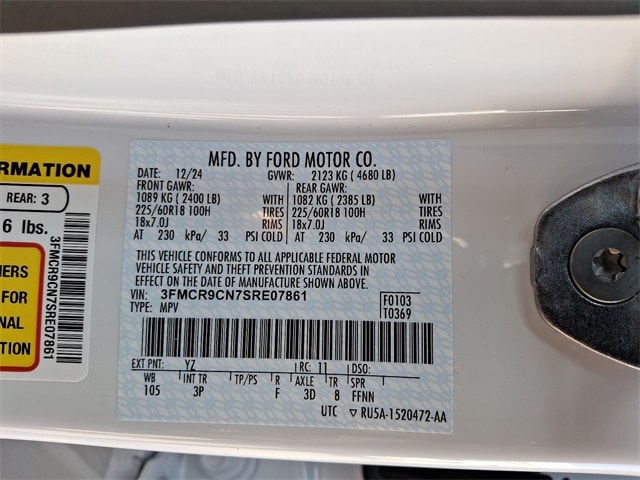 MFD. BY FORD MOTOR CO.
DATE: 12/24 GVWR: 2123 KG ( 4680 LB)
FRONT GAWR: REAR GAWR:
1089 KG ( 2400 LB) WITH 1082 KG ( 2385 LB) WITH
225/60R18 100H TIRES 225/60R18 100H TIRES
18x7.0J RIMS 18x7.0J RIMS
AT 230 kPa/ 33 PSI COLD AT 230 kPa/ 33 PSI COLD
THIS VEHICLE CONFORMS TO ALL APPLICABLE FEDERAL MOTOR
VEHICLE SAFETY AND THEFT PREVENTION STANDARDS IN
EFFECT ON THE DATE OF MANUFACTURE SHOWN ABOVE.
VIN: 3FMCR9CN7SRE07861 F0103
TYPE: MPV T0369
EXT PNT: YZ RC: 11 DSO:
WB INT TR TP/PS R AXLE TR SPR
105 3P F 3D 8 FFNN
UTC ▽ RU5A-1520472-AA
ORMATION
REAR: 3
6 lbs.
NERS
FOR
NAL
TION
3FMCR9CN7SRE07861